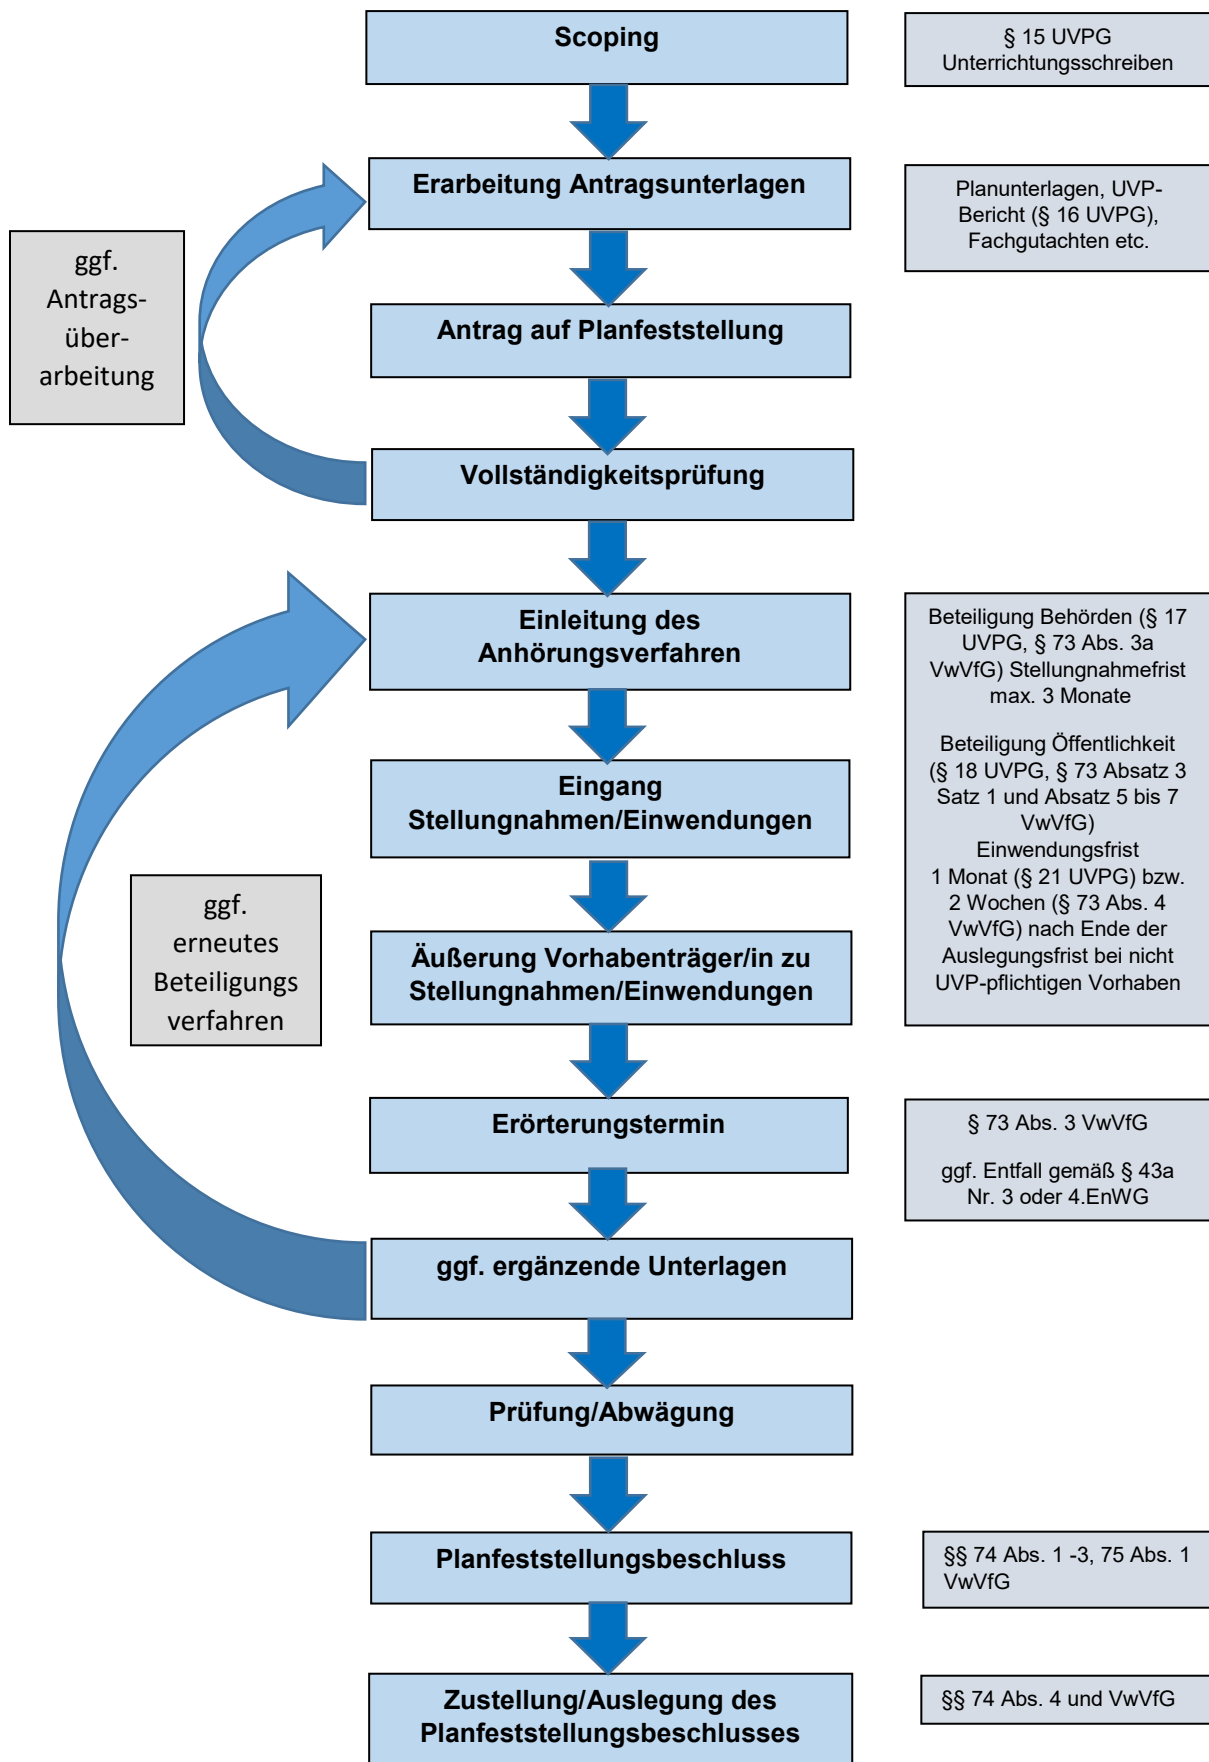 Scoping
§ 15 UVPG
Unterrichtungsschreiben
Erarbeitung Antragsunterlagen
Planunterlagen, UVP-
Bericht (§ 16 UVPG),
Fachgutachten etc.
ggf.
Antrags-
über-
arbeitung
Antrag auf Planfeststellung
Vollständigkeitsprüfung
Einleitung des
Anhörungsverfahren
Beteiligung Behörden (§ 17
UVPG, § 73 Abs. 3a
VwVfG) Stellungnahmefrist
max. 3 Monate
Beteiligung Öffentlichkeit
(§ 18 UVPG, § 73 Absatz 3
Satz 1 und Absatz 5 bis 7
VwVfG)
Einwendungsfrist
1 Monat (§ 21 UVPG) bzw.
2 Wochen (§ 73 Abs. 4
VwVfG) nach Ende der
Auslegungsfrist bei nicht
UVP-pflichtigen Vorhaben
Eingang
Stellungnahmen/Einwendungen
ggf.
erneutes
Beteiligungs
verfahren
Äußerung Vorhabenträger/in zu
Stellungnahmen/Einwendungen
Erörterungstermin
§ 73 Abs. 3 VwVfG
ggf. Entfall gemäß § 43a
Nr. 3 oder 4.EnWG
ggf. ergänzende Unterlagen
Prüfung/Abwägung
Planfeststellungsbeschluss
§§ 74 Abs. 1 -3, 75 Abs. 1
VwVfG
Zustellung/Auslegung des
Planfeststellungsbeschlusses
§§ 74 Abs. 4 und VwVfG